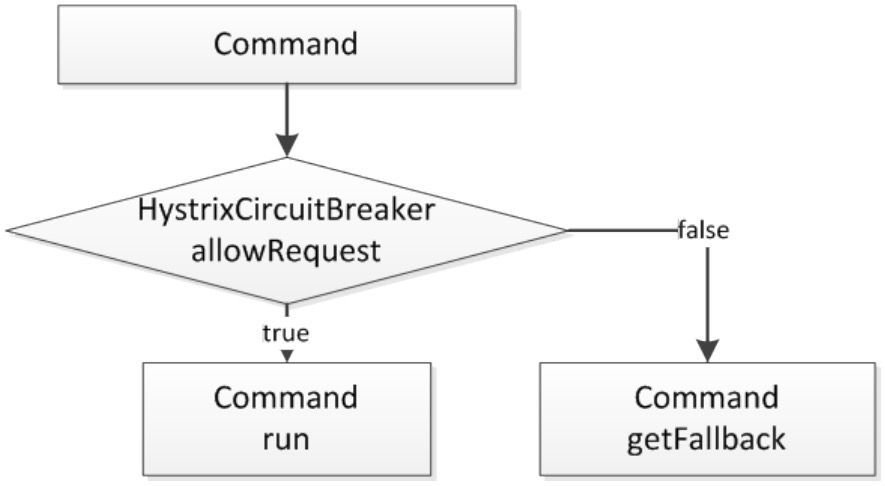 Command
HystrixCircuitBreaker
allowRequest
false
true
Command
run
Command
getFallback